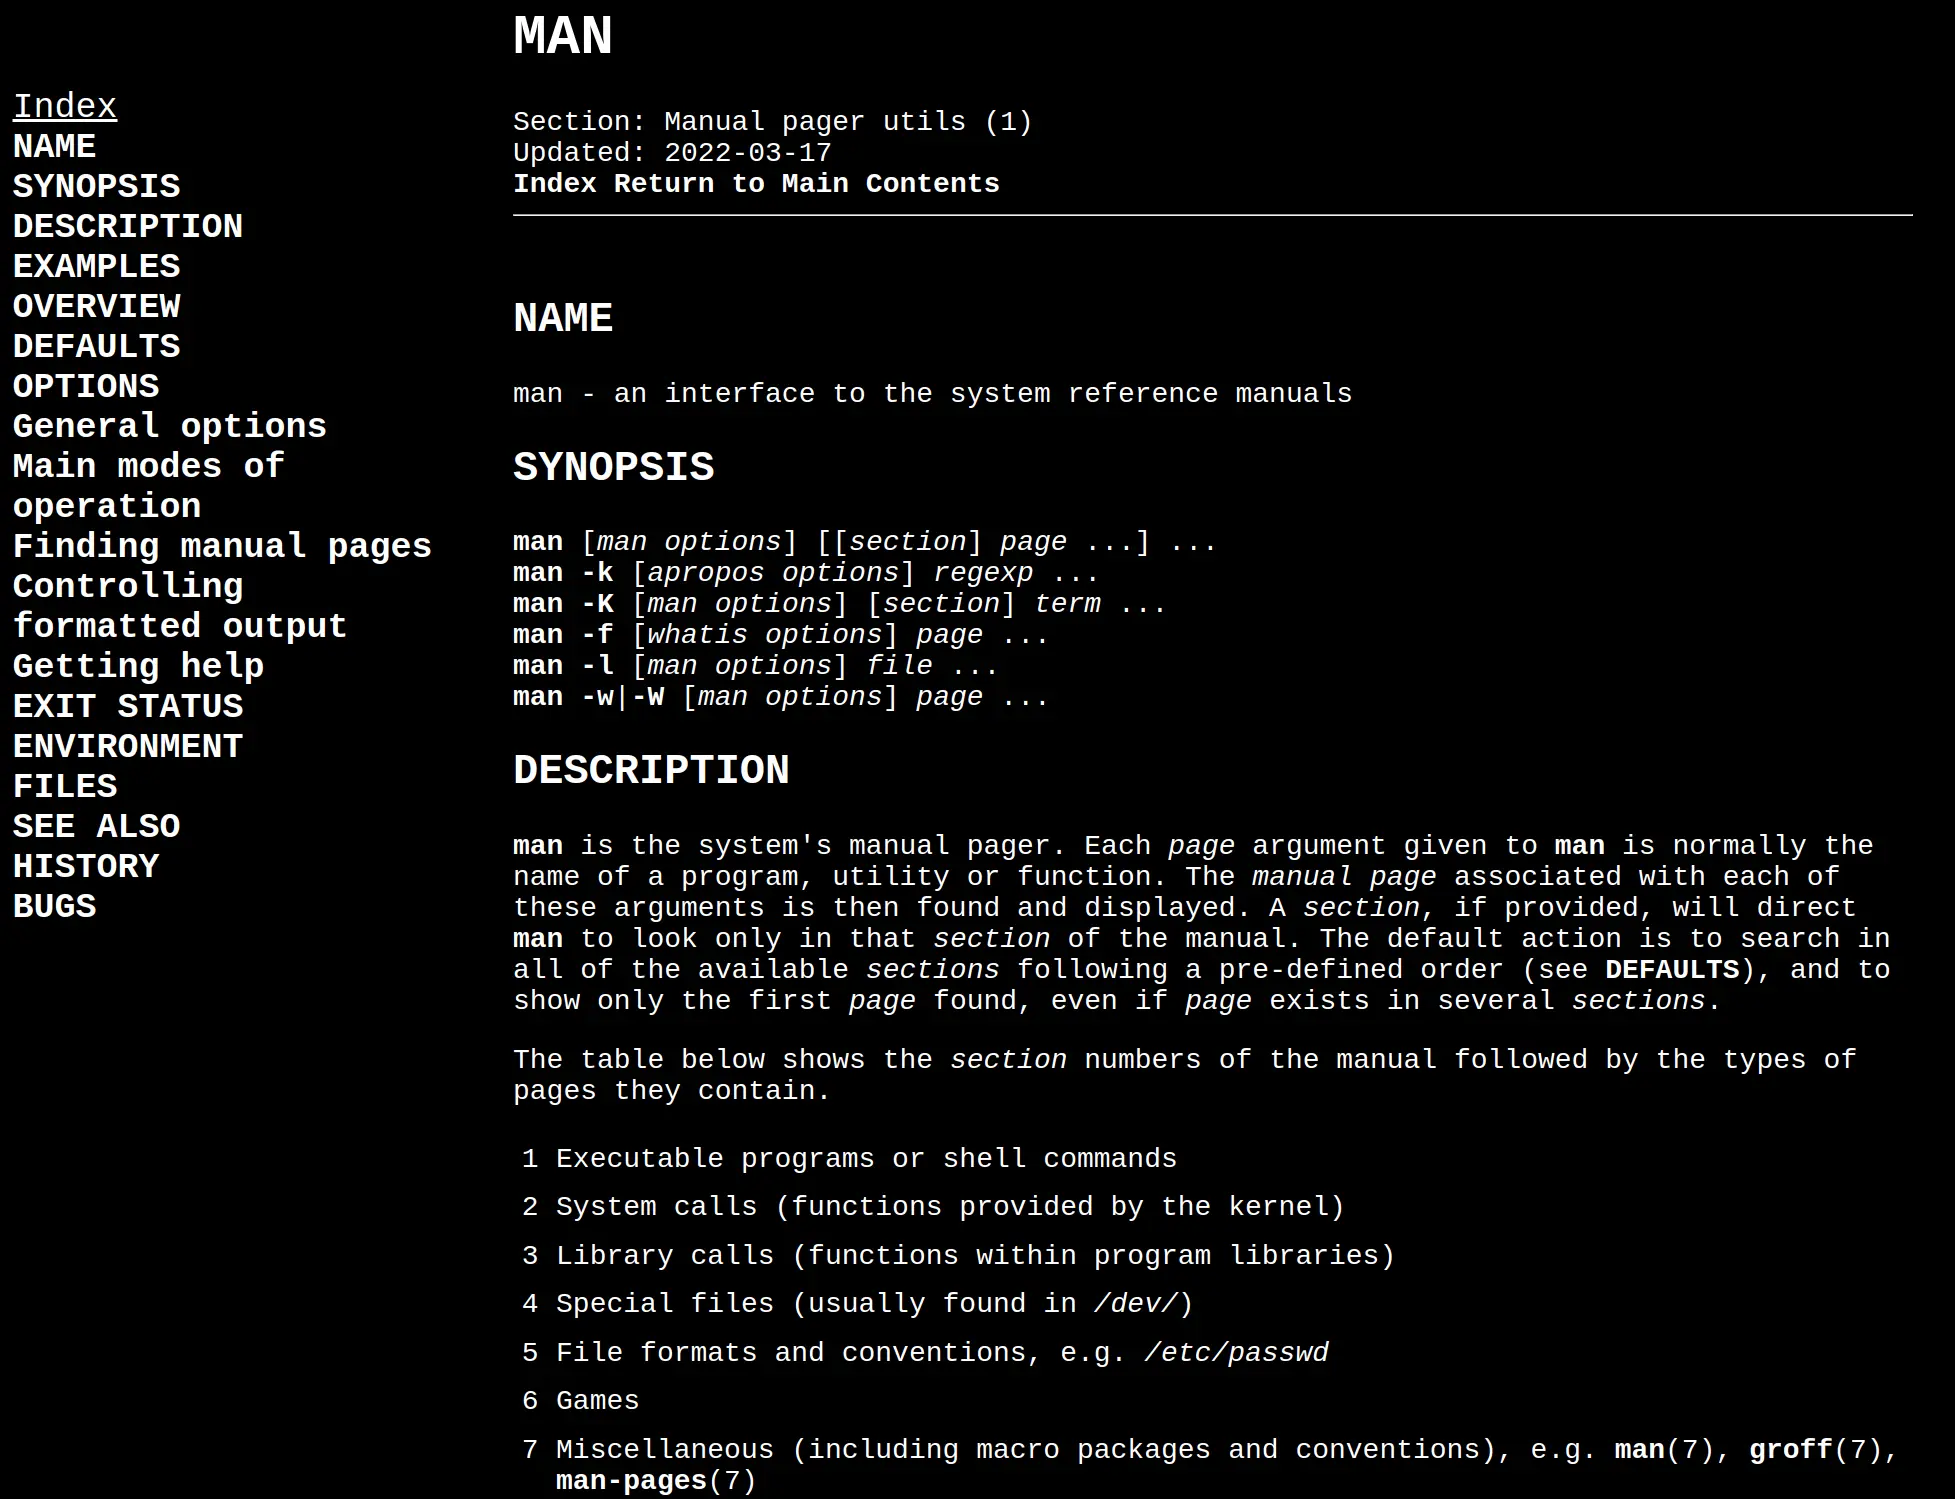 Index
NAME
SYNOPSIS
DESCRIPTION
EXAMPLES
OVERVIEW
DEFAULTS
OPTIONS
General options
Main modes of
operation
Finding manual pages
Controlling
formatted output
Getting help
EXIT STATUS
ENVIRONMENT
FILES
SEE ALSO
HISTORY
BUGS
MAN
Section: Manual pager utils (1)
Updated: 2022-03-17
Index Return to Main Contents
NAME
man - an interface to the system reference manuals
SYNOPSIS
man [man options] [[section] page ...] ...
man -k [apropos options] regexp ...
man -K [man options] [section] term ...
man -f [whatis options] page ...
man -l [man options] file ...
man -w|-W [man options] page ...
DESCRIPTION
man is the system's manual pager. Each page argument given to man is normally the
name of a program, utility or function. The manual page associated with each of
these arguments is then found and displayed. A section, if provided, will direct
man to look only in that section of the manual. The default action is to search in
all of the available sections following a pre-defined order (see DEFAULTS), and to
show only the first page found, even if page exists in several sections.
The table below shows the section numbers of the manual followed by the types of
pages they contain.
1 Executable programs or shell commands
2 System calls (functions provided by the kernel)
3 Library calls (functions within program libraries)
4 Special files (usually found in /dev/)
5 File formats and conventions, e.g. /etc/passwd
6 Games
7 Miscellaneous (including macro packages and conventions), e.g. man(7), groff(7),
man-pages(7)